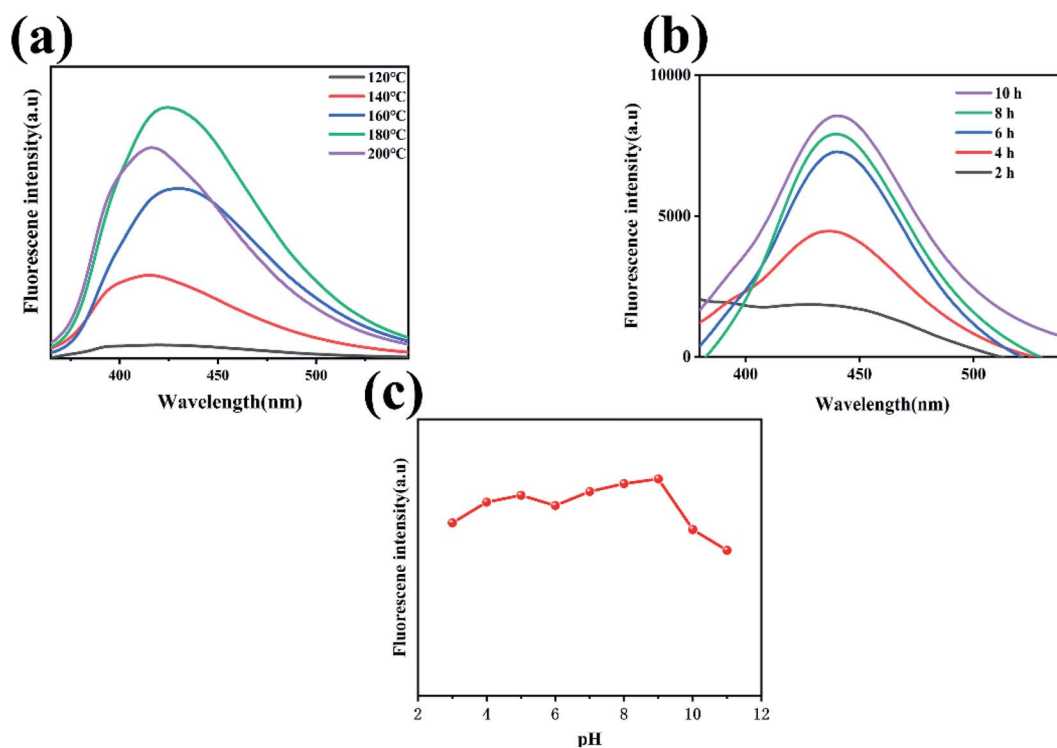 (a)
Fluorescene intensity(a.u)
120℃
140℃
160℃
180℃
200℃
400
450
500
Wavelength(nm)
(b)
Fluorescence intensity(a.u)
10000
5000
0
10 h
8 h
6 h
4 h
2 h
400
450
500
Wavelength(nm)
(c)
Fluorescene intensity(a.u)
2
4
6
8
10
12
pH